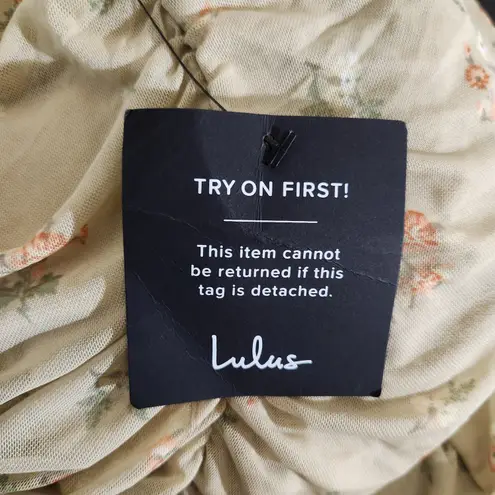 TRY ON FIRST!
This item cannot
be returned if this
tag is detached.
Lulus